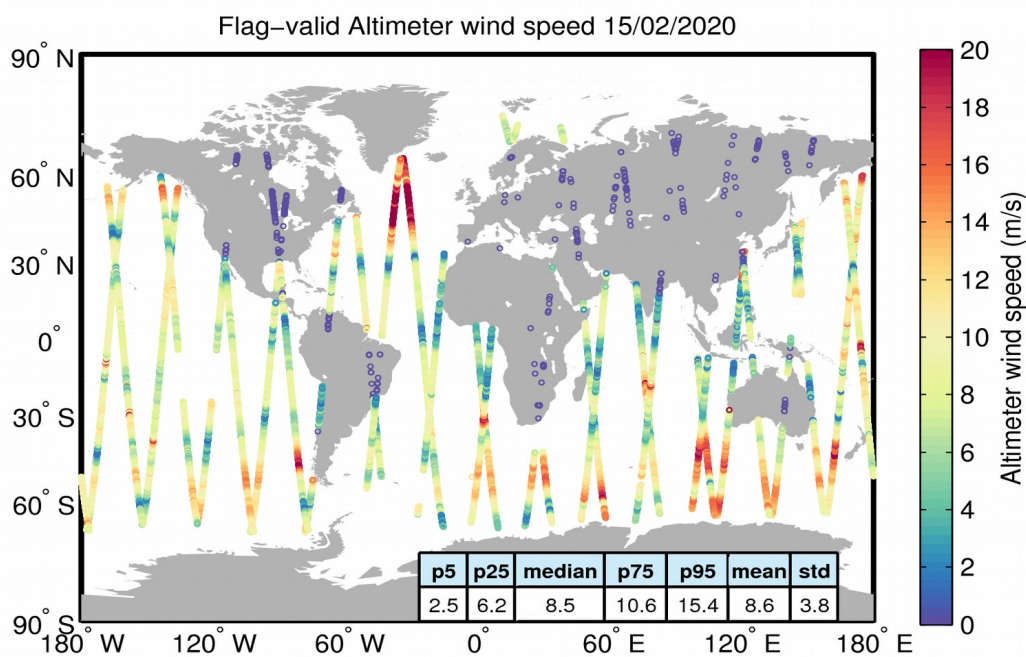 Flag−valid Altimeter wind speed 15/02/2020
90° N
60° N
30° N
0°
30° S
60° S
90° S
180° W
120° W
60° W
0°
60° E
120° E
180° E
p5 p25 median p75 p95 mean std
2.5 6.2 8.5 10.6 15.4 8.6 3.8
20
18
16
14
12
10
8
6
4
2
0
Altimeter wind speed (m/s)